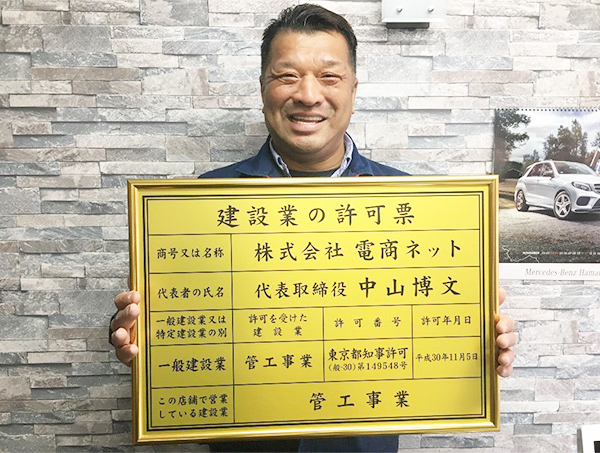 建設業の許可票
商号又は名称 株式会社 電商ネット
代表者の氏名 代表取締役 中山博文
一般建設業又は
特定建設業の別
許可を受けた
建設業
許可番号
許可年月日
一般建設業
管工事業
東京都知事許可
(般-30)第149548号
平成30年11月5日
この店舗で営業
している建設業
管工事業
Mercedes-Benz Hama